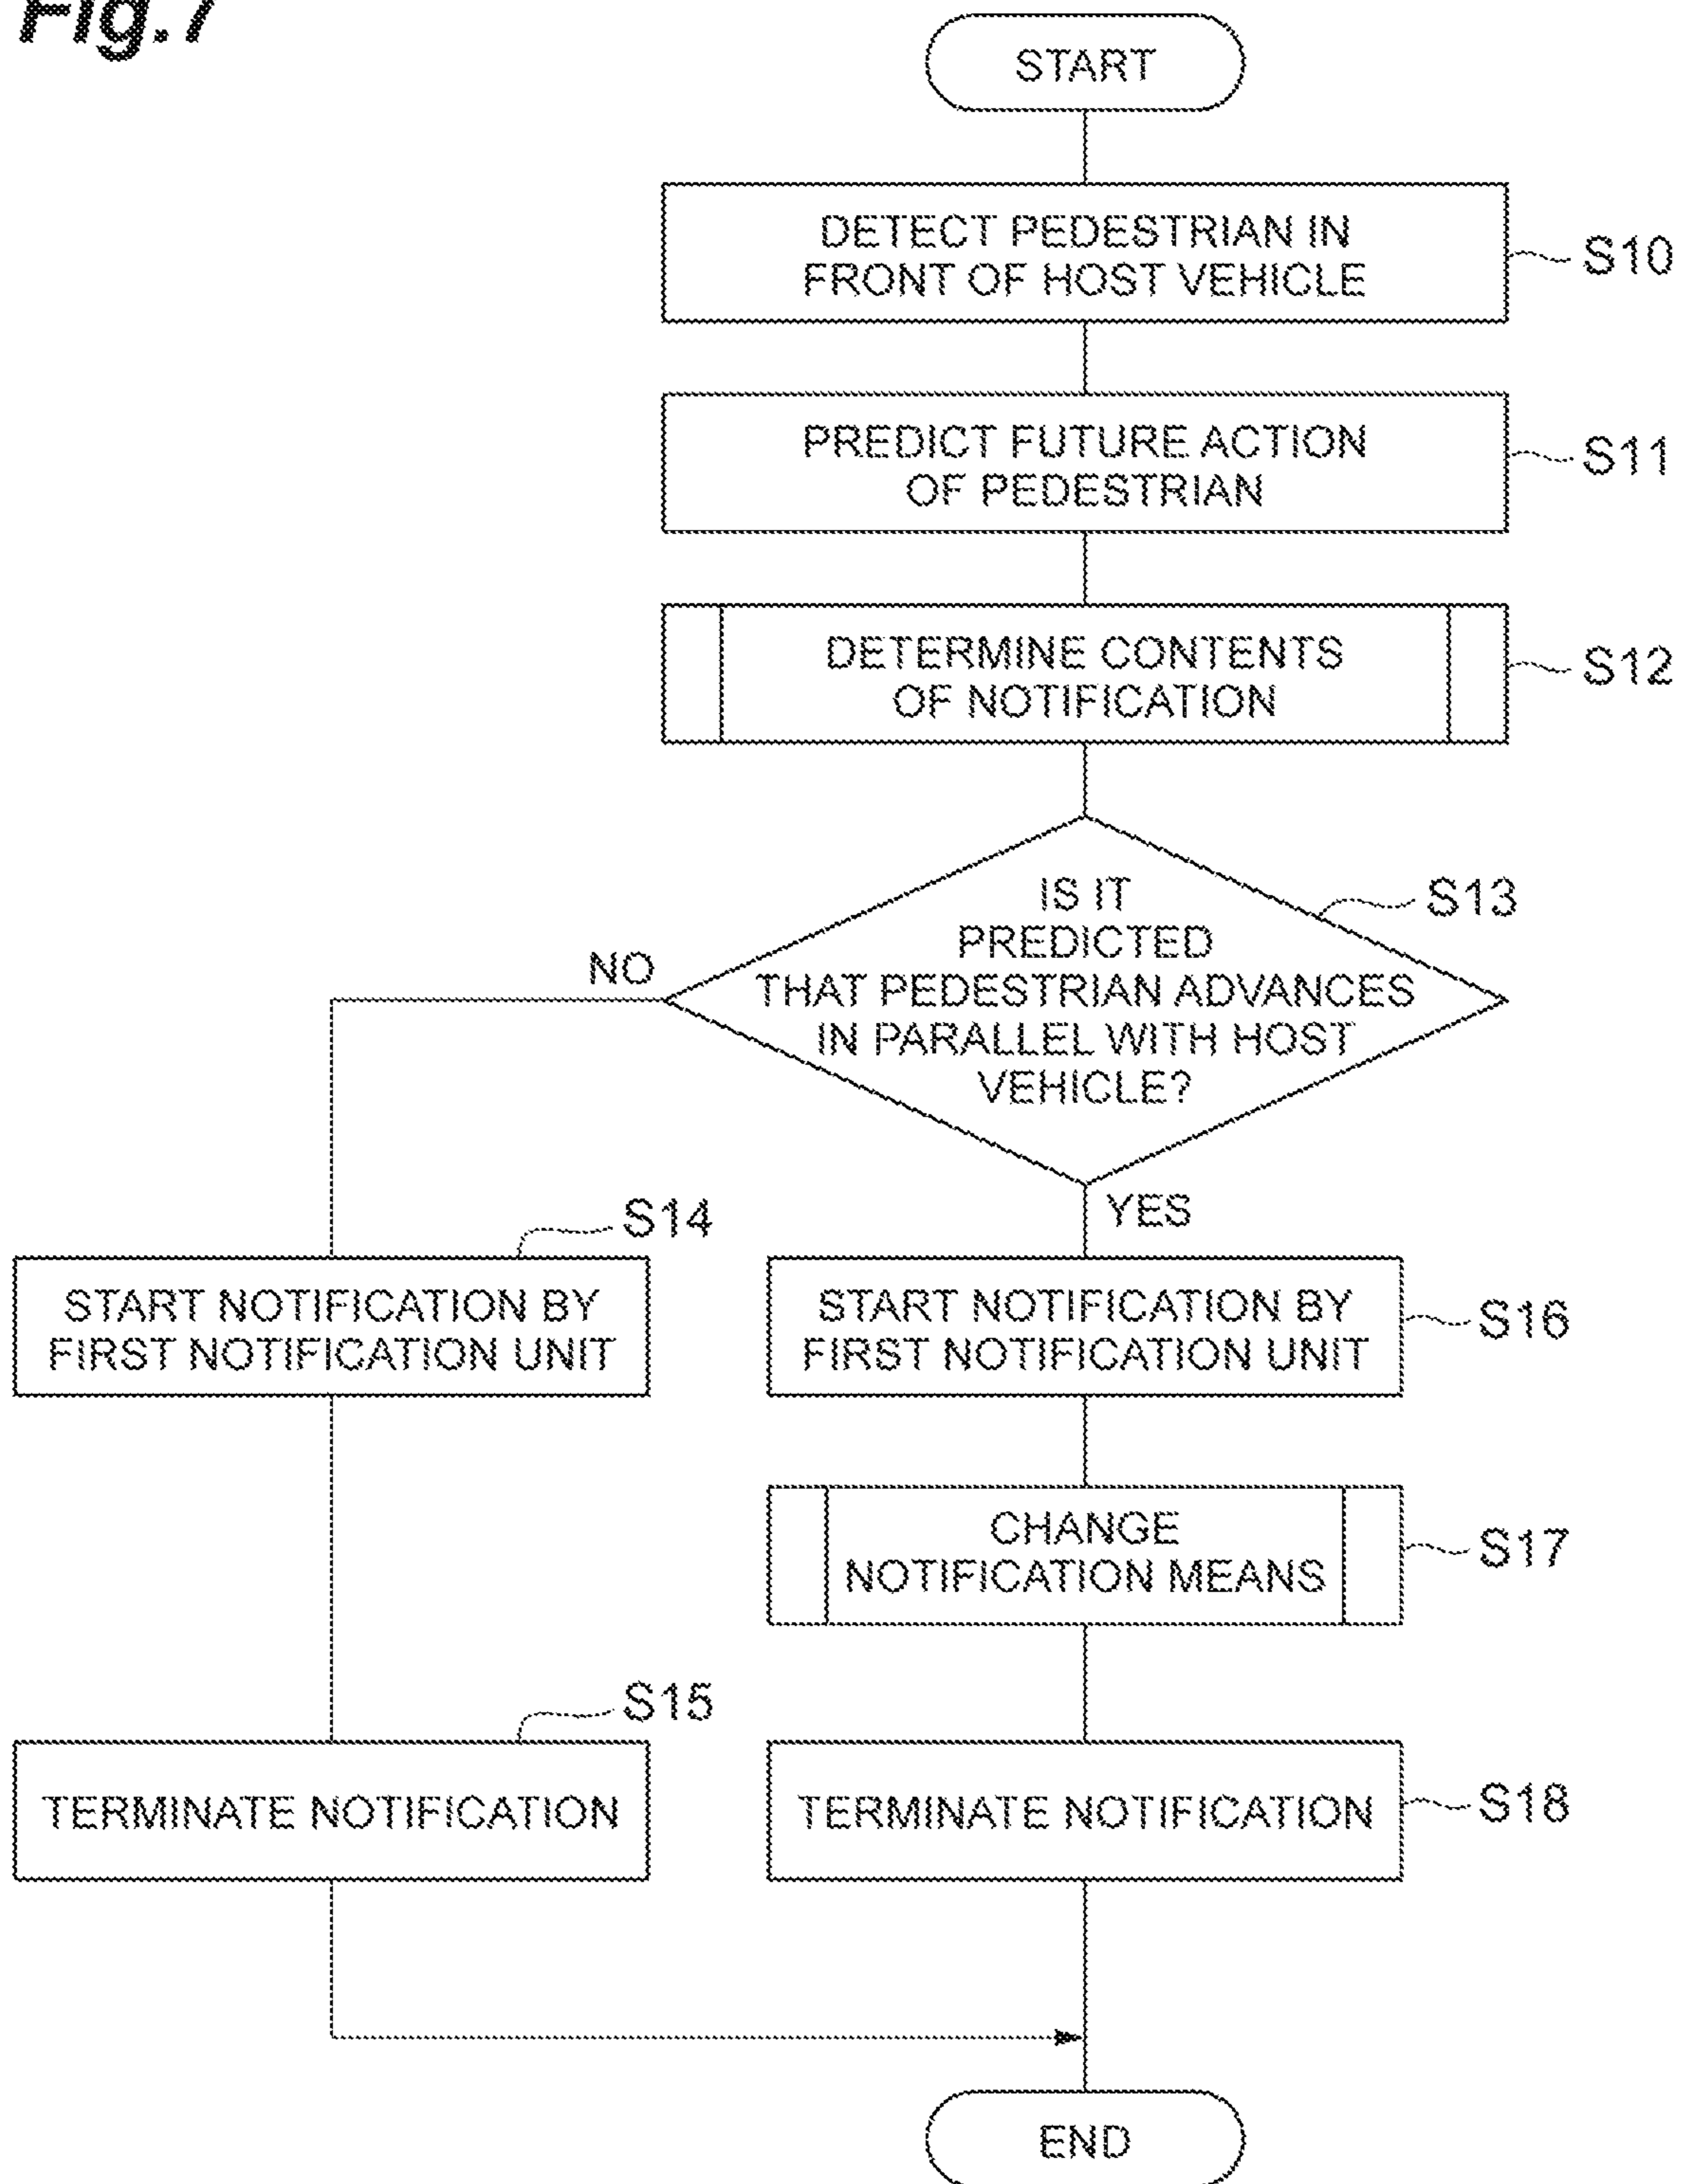 Fig.7
START
DETECT PEDESTRIAN IN
FRONT OF HOST VEHICLE
S10
PREDICT FUTURE ACTION
OF PEDESTRIAN
S11
DETERMINE CONTENTS
OF NOTIFICATION
S12
IS IT
PREDICTED
THAT PEDESTRIAN ADVANCES
IN PARALLEL WITH HOST
VEHICLE?
S13
NO
YES
S14
START NOTIFICATION BY
FIRST NOTIFICATION UNIT
START NOTIFICATION BY
FIRST NOTIFICATION UNIT
S16
CHANGE
NOTIFICATION MEANS
S17
S15
TERMINATE NOTIFICATION
TERMINATE NOTIFICATION
S18
END